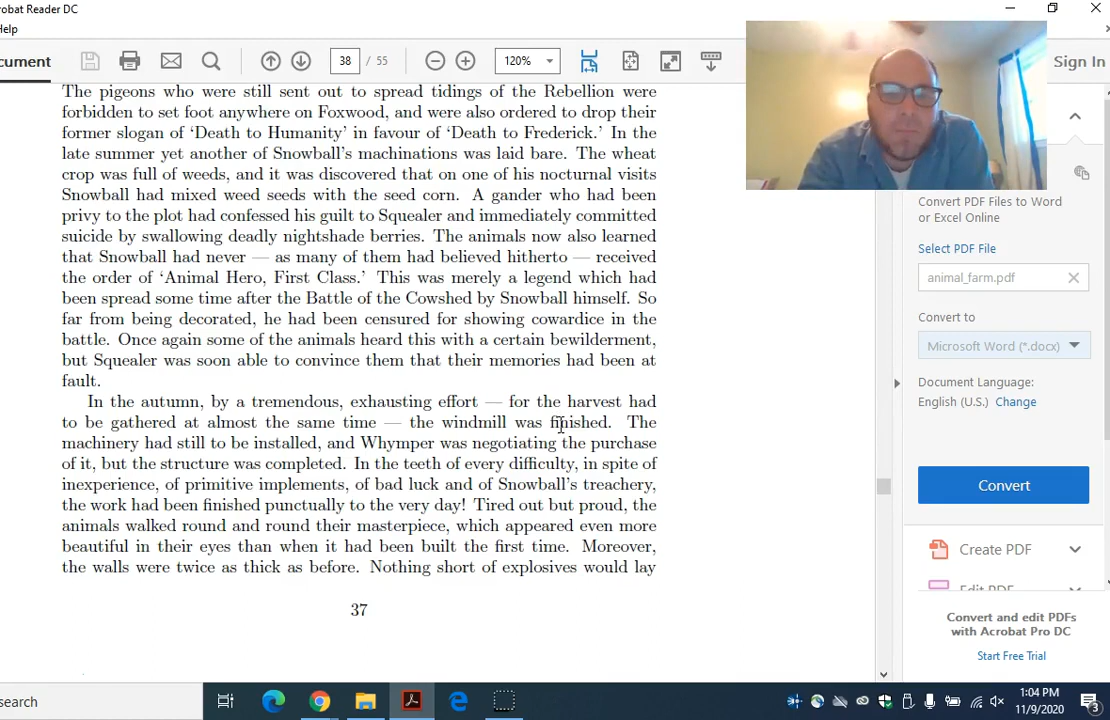 crobat Reader DC
Help
cument
38 / 55
120%
Sign In
The pigeons who were still sent out to spread tidings of the Rebellion were
forbidden to set foot anywhere on Foxwood, and were also ordered to drop their
former slogan of ‘Death to Humanity’ in favour of ‘Death to Frederick.’ In the
late summer yet another of Snowball’s machinations was laid bare. The wheat
crop was full of weeds, and it was discovered that on one of his nocturnal visits
Snowball had mixed weed seeds with the seed corn. A gander who had been
privy to the plot had confessed his guilt to Squealer and immediately committed
suicide by swallowing deadly nightshade berries. The animals now also learned
that Snowball had never — as many of them had believed hitherto — received
the order of ‘Animal Hero, First Class.’ This was merely a legend which had
been spread some time after the Battle of the Cowshed by Snowball himself. So
far from being decorated, he had been censured for showing cowardice in the
battle. Once again some of the animals heard this with a certain bewilderment,
but Squealer was soon able to convince them that their memories had been at
fault.
In the autumn, by a tremendous, exhausting effort — for the harvest had
to be gathered at almost the same time — the windmill was finished. The
machinery had still to be installed, and Whymper was negotiating the purchase
of it, but the structure was completed. In the teeth of every difficulty, in spite of
inexperience, of primitive implements, of bad luck and of Snowball’s treachery,
the work had been finished punctually to the very day! Tired out but proud, the
animals walked round and round their masterpiece, which appeared even more
beautiful in their eyes than when it had been built the first time. Moreover,
the walls were twice as thick as before. Nothing short of explosives would lay
37
Convert PDF Files to Word
or Excel Online
Select PDF File
animal_farm.pdf
Convert to
Microsoft Word (*.docx)
Document Language:
English (U.S.) Change
Convert
Create PDF
Edit PDF
Convert and edit PDFs
with Acrobat Pro DC
Start Free Trial
search
1:04 PM
11/9/2020
3